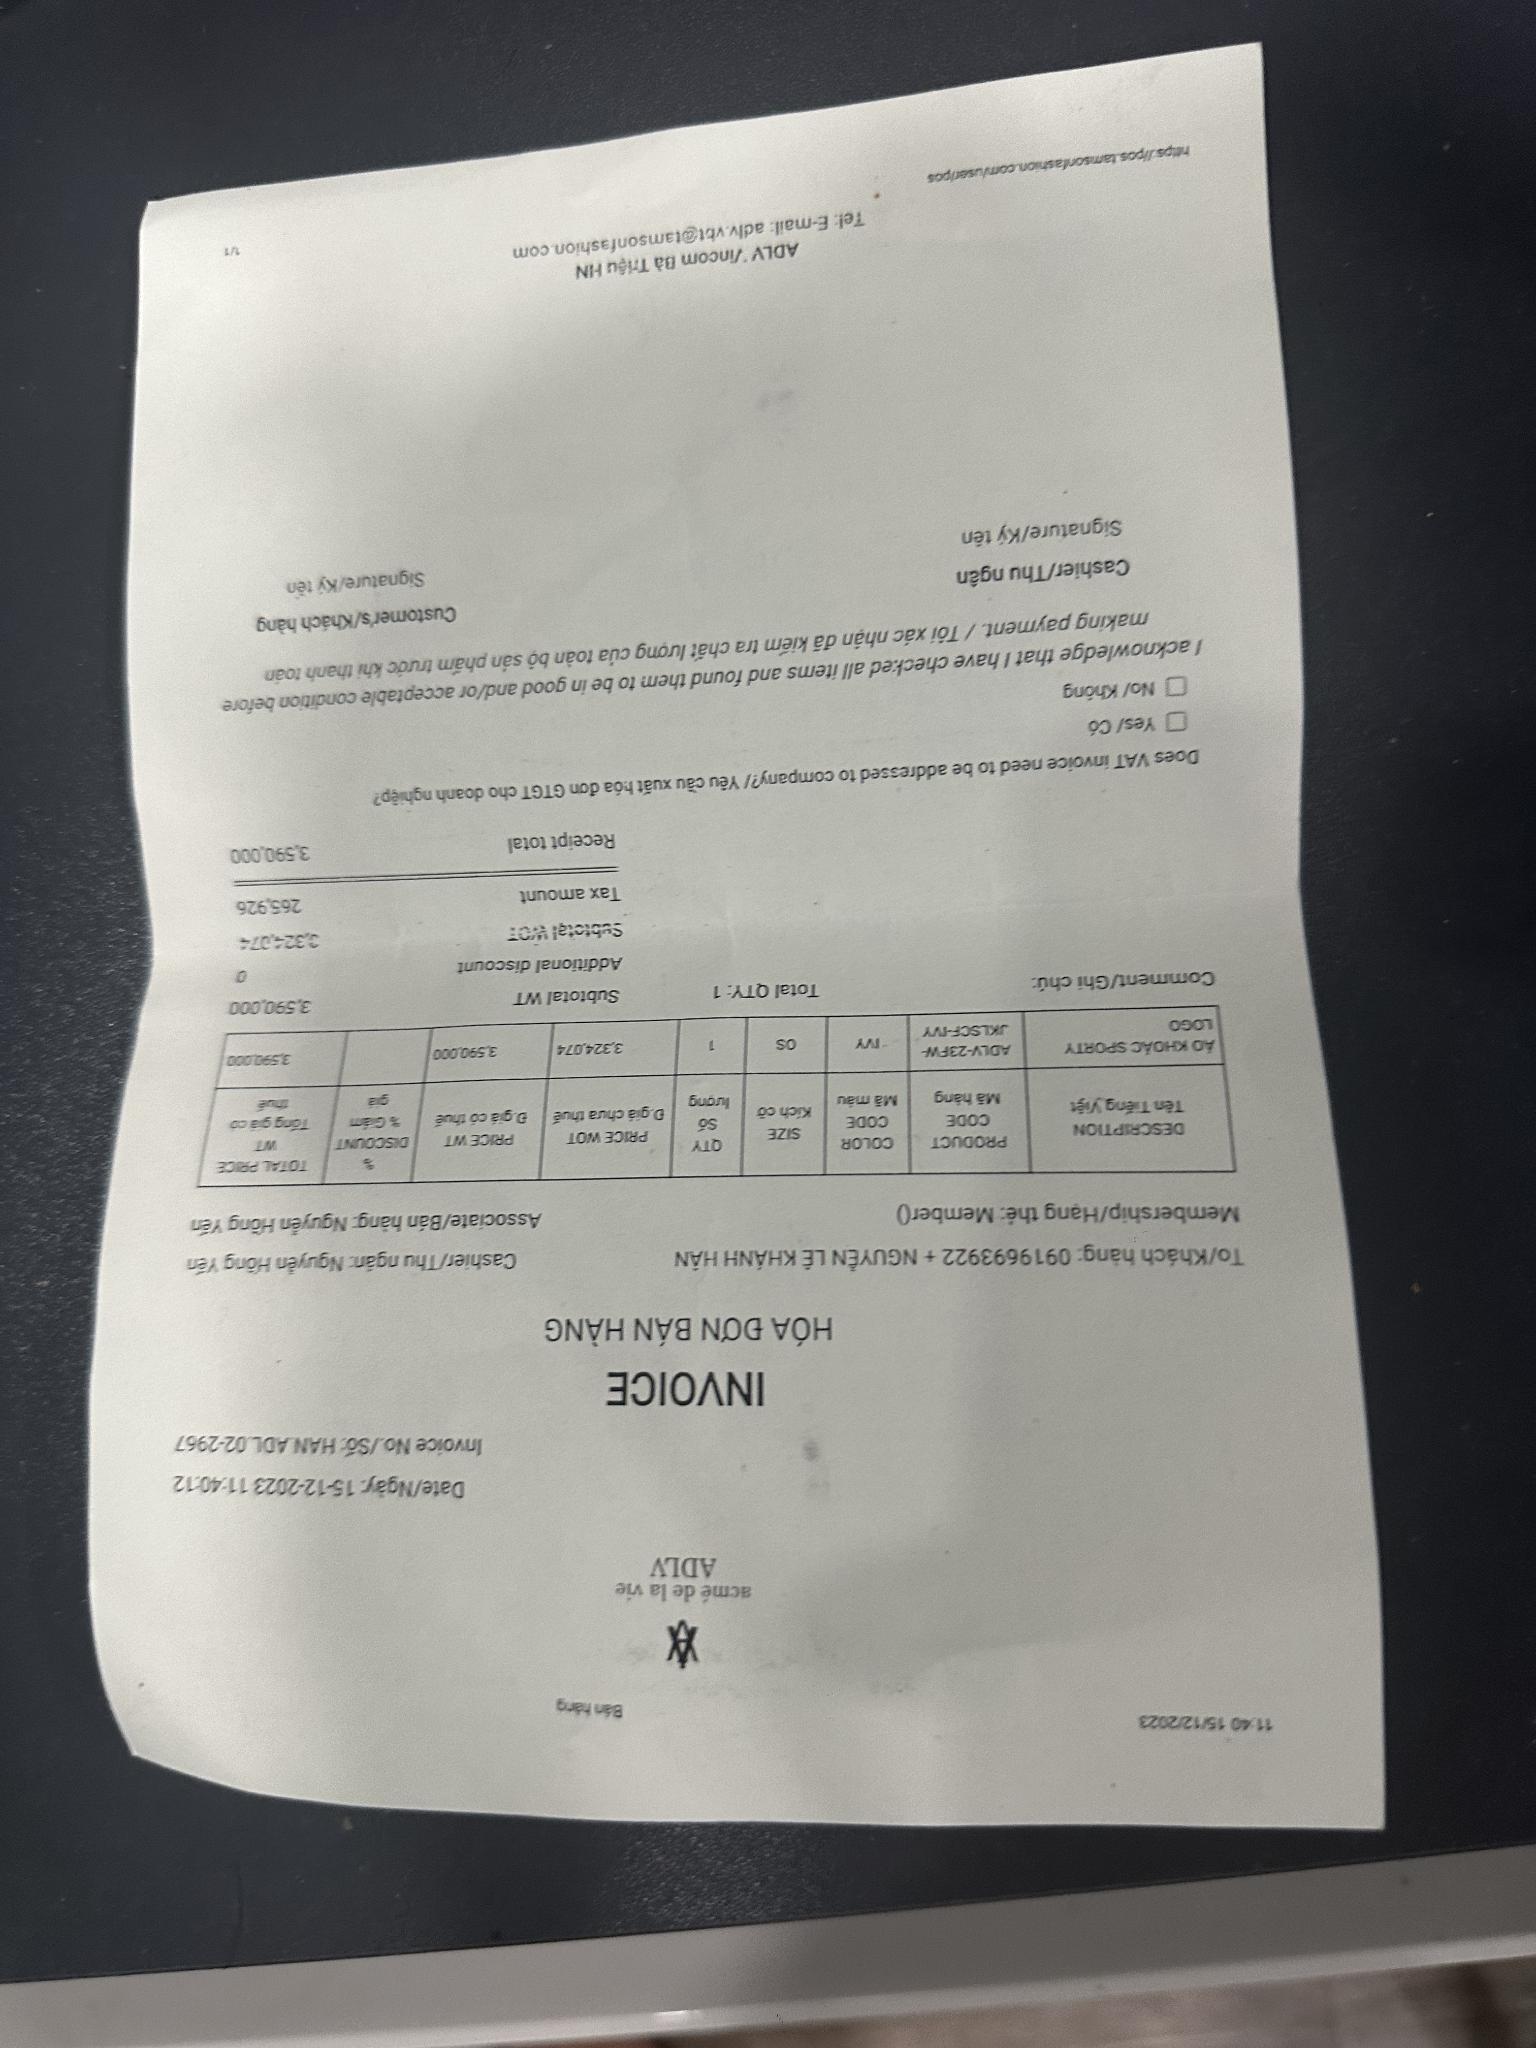 11:40 15/12/2023
Bán hàng
acmé de la vie
ADLV
Date/Ngày: 15-12-2023 11:40:12
Invoice No./Số: HAN.ADL.02-2967
INVOICE
HÓA ĐƠN BÁN HÀNG
To/Khách hàng: 0919693922 + NGUYỄN LÊ KHÁNH HÂN
Cashier/Thu ngân: Nguyễn Hồng Yến
Membership/Hạng thẻ: Member()
Associate/Bán hàng: Nguyễn Hồng Yến
DESCRIPTION
Tên Tiếng Việt
PRODUCT
CODE
Mã hàng
COLOR
CODE
Mã màu
SIZE
Kích cỡ
QTY
Số
lượng
PRICE WOT
Đ.giá chưa thuế
PRICE WT
Đ.giá có thuế
%
DISCOUNT
% Giảm
giá
TOTAL PRICE
WT
Tổng giá có
thuế
ÁO KHOÁC SPORTY
LOGO
ADLV-23FW-
JKLSCF-IVY
IVY
OS
1
3,324,074
3,590,000
3,590,000
Comment/Ghi chú:
Total QTY: 1
Subtotal WT 3,590,000
Additional discount 0
Subtotal WOT 3,324,074
Tax amount 265,926
Receipt total 3,590,000
Does VAT invoice need to be addressed to company?/ Yêu cầu xuất hóa đơn GTGT cho doanh nghiệp?
Yes/ Có
No/ Không
I acknowledge that I have checked all items and found them to be in good and/or acceptable condition before
making payment. / Tôi xác nhận đã kiểm tra chất lượng của toàn bộ sản phẩm trước khi thanh toán
Cashier/Thu ngân
Customer's/Khách hàng
Signature/Ký tên
Signature/Ký tên
ADLV Vincom Bà Triệu HN
Tel: E-mail: adlv.vbt@tamsonfashion.com
https://pos.tamsonfashion.com/user/pos
1/1